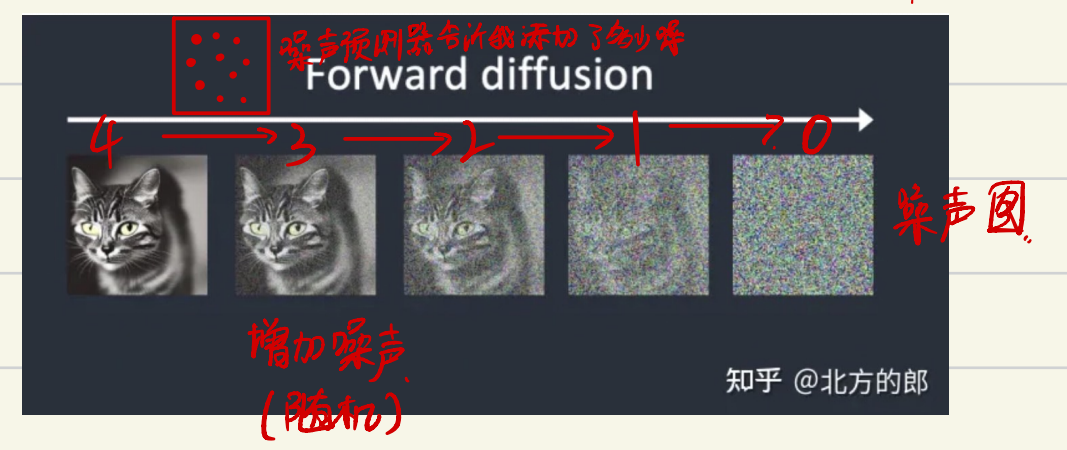 噪声预测器告诉我添加了多少噪
Forward diffusion
4 3 2 1 0
噪声图
增加噪声
(随机)
知乎 @北方的郎